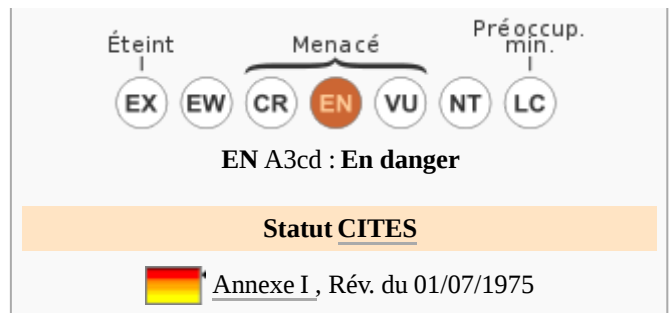 Éteint Menacé Préoccup.
min.
EX EW CR EN VU NT LC
EN A3cd : En danger
Statut CITES
Annexe I , Rév. du 01/07/1975